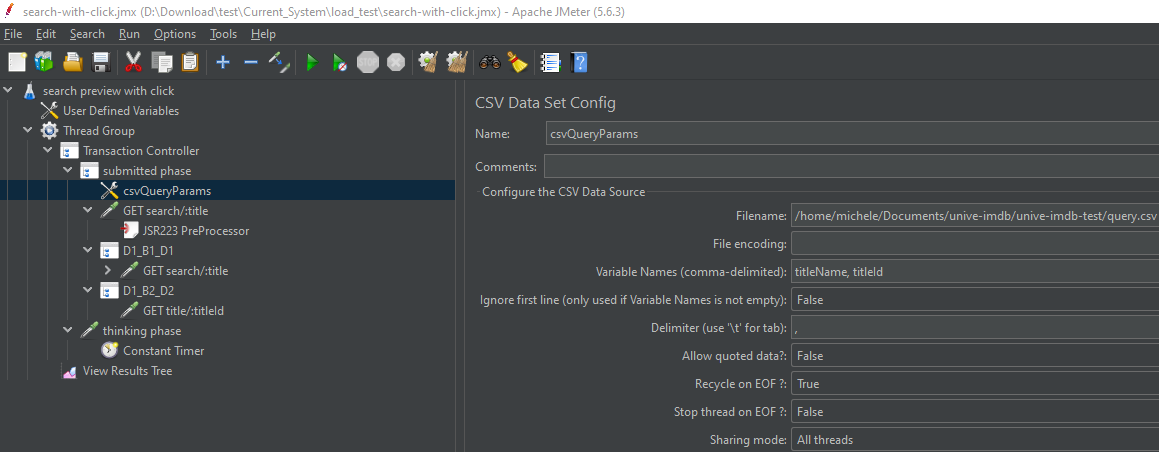 search-with-click.jmx (D:\Download\test\Current_System\load_test\search-with-click.jmx) - Apache JMeter (5.6.3)
File Edit Search Run Options Tools Help
STOP
search preview with click
User Defined Variables
Thread Group
Transaction Controller
submitted phase
csvQueryParams
GET search/:title
JSR223 PreProcessor
D1_B1_D1
GET search/:title
D1_B2_D2
GET title/:titleId
thinking phase
Constant Timer
View Results Tree
CSV Data Set Config
Name: csvQueryParams
Comments:
Configure the CSV Data Source
Filename: /home/michele/Documents/unive-imdb/unive-imdb-test/query.csv
File encoding:
Variable Names (comma-delimited): titleName, titleId
Ignore first line (only used if Variable Names is not empty): False
Delimiter (use '\t' for tab): ,
Allow quoted data?: False
Recycle on EOF ?: True
Stop thread on EOF ?: False
Sharing mode: All threads